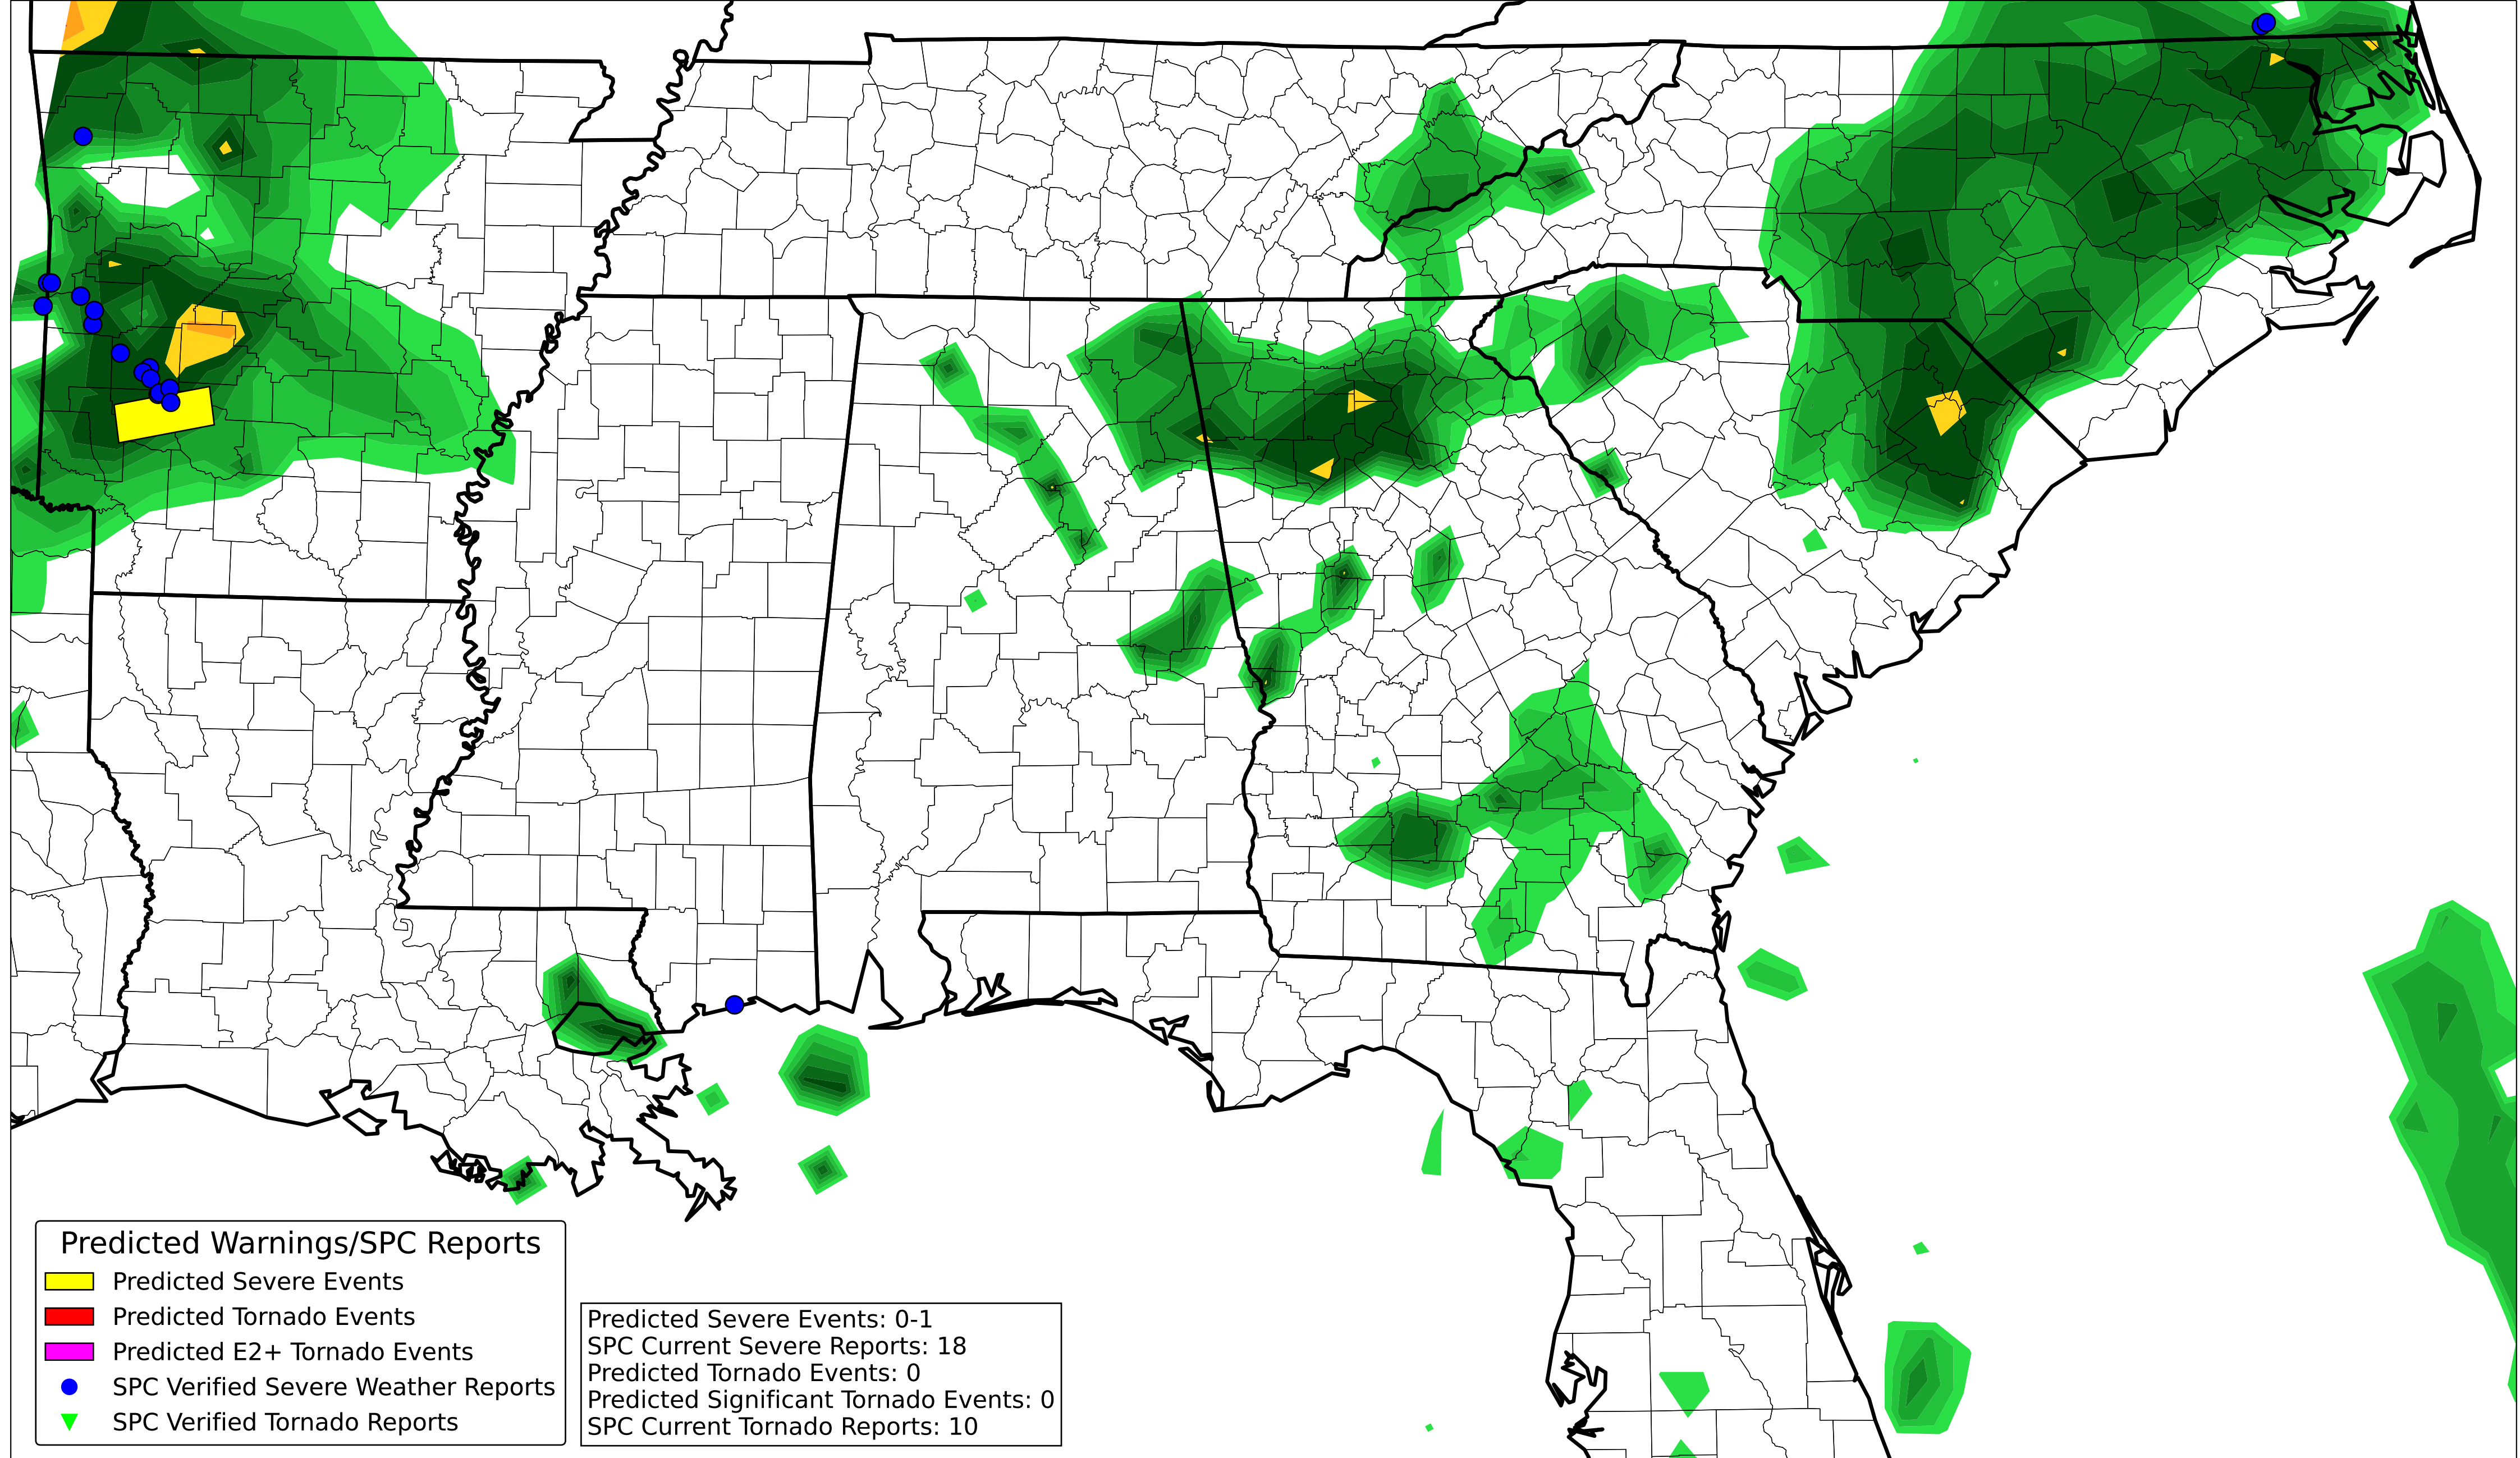 Predicted Warnings/SPC Reports
Predicted Severe Events
Predicted Tornado Events
Predicted E2+ Tornado Events
SPC Verified Severe Weather Reports
SPC Verified Tornado Reports
Predicted Severe Events: 0-1
SPC Current Severe Reports: 18
Predicted Tornado Events: 0
Predicted Significant Tornado Events: 0
SPC Current Tornado Reports: 10